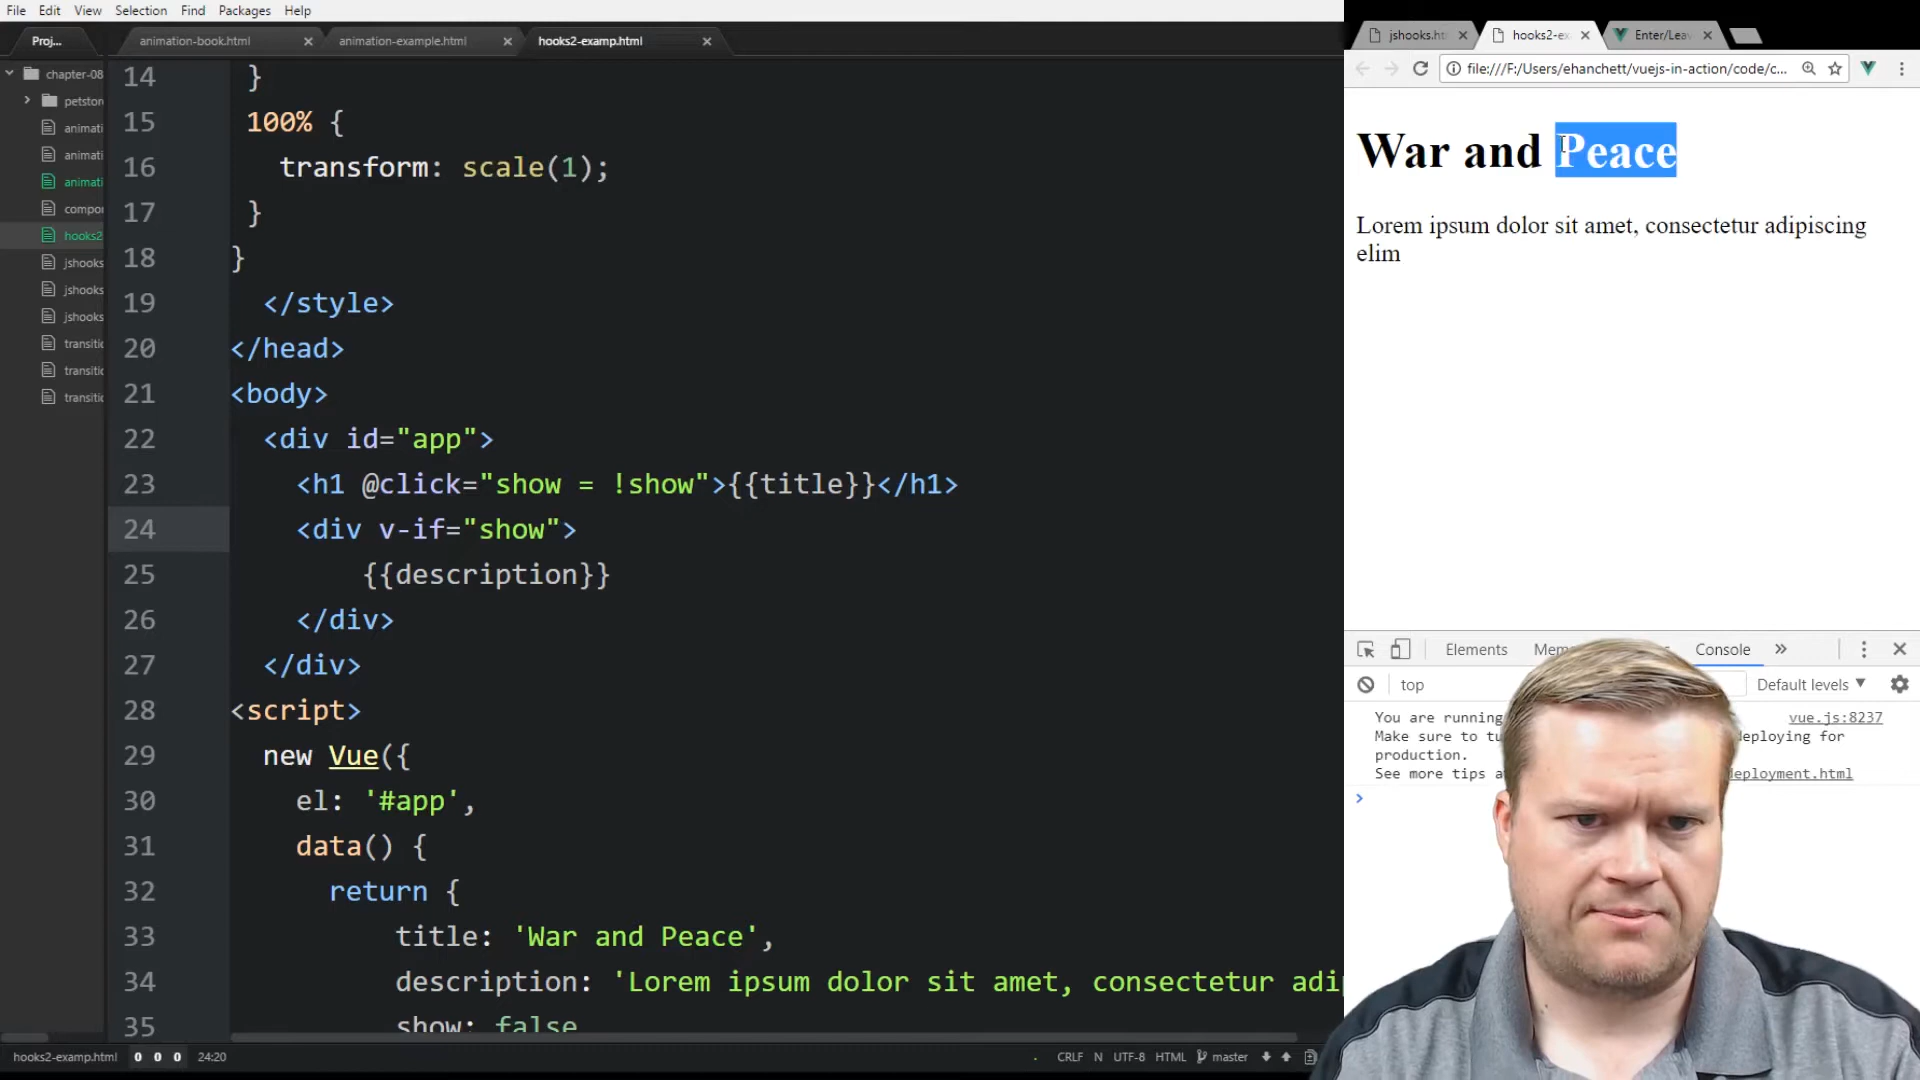 File Edit View Selection Find Packages Help
Proj...
animation-book.html
animation-example.html
hooks2-examp.html
chapter-08
petstor
animati
animati
animati
compo
hooks2
jshooks
jshooks
jshooks
transiti
transiti
transiti
14 }
15 100% {
16 transform: scale(1);
17 }
18 }
19 </style>
20 </head>
21 <body>
22 <div id="app">
23 <h1 @click="show = !show">{{title}}</h1>
24 <div v-if="show">
25 {{description}}
26 </div>
27 </div>
28 <script>
29 new Vue({
30 el: '#app',
31 data() {
32 return {
33 title: 'War and Peace',
34 description: 'Lorem ipsum dolor sit amet, consectetur adip
35 show: false
hooks2-examp.html 0 0 0 24:20
CRLF N UTF-8 HTML master
jshooks.ht
hooks2-ex
Enter/Leav
file:///F:/Users/ehanchett/vuejs-in-action/code/c...
War and Peace
Lorem ipsum dolor sit amet, consectetur adipiscing
elim
Elements Mem Console »
top Default levels
You are running vue.js:8237
Make sure to tu deploying for
production.
See more tips a deployment.html